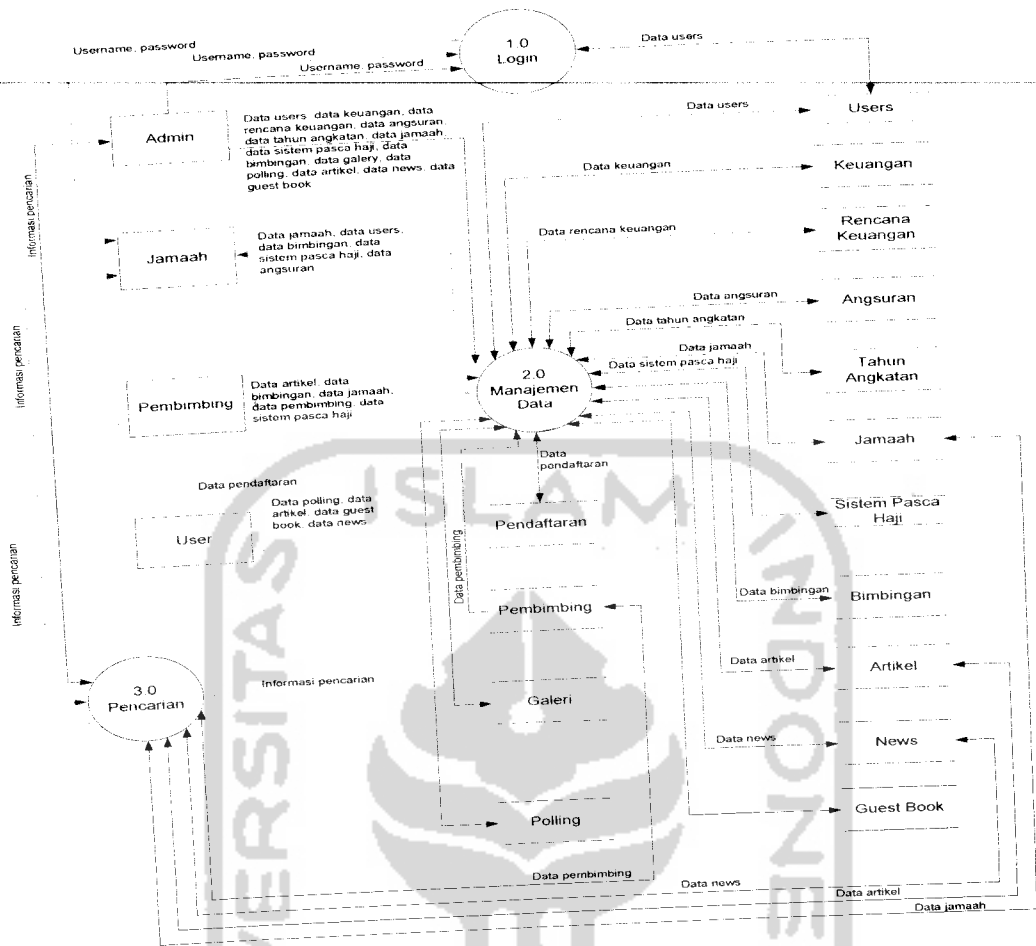 Username, password
Username, password
Username, password
1.0
Login
Data users
Admin
Data users, data keuangan, data
rencana keuangan, data angsuran,
data tahun angkatan, data jamaah,
data sistem pasca haji, data
bimbingan, data galery, data
polling, data artikel, data news, data
guest book
Data users
Users
Data keuangan
Keuangan
Informasi pencarian
Jamaah
Data jamaah, data users,
data bimbingan, data
sistem pasca haji, data
angsuran
Data rencana keuangan
Rencana
Keuangan
Data angsuran
Angsuran
Data tahun angkatan
Tahun
Angkatan
Data jamaah
Data sistem pasca haji
2.0
Manajemen
Data
Informasi pencarian
Pembimbing
Data artikel, data
bimbingan, data jamaah,
data pembimbing, data
sistem pasca haji
Jamaah
Data
pendaftaran
Data pendaftaran
Data polling, data
artikel, data guest
book, data news
User
Pendaftaran
Sistem Pasca
Haji
Informasi pencarian
Data pembimbing
Pembimbing
Data bimbingan
Bimbingan
Data artikel
Artikel
3.0
Pencarian
Informasi pencarian
Galeri
Data news
News
Polling
Guest Book
Data pembimbing
Data news
Data artikel
Data jamaah
ISLAM
UNIVERSITAS
INDONE